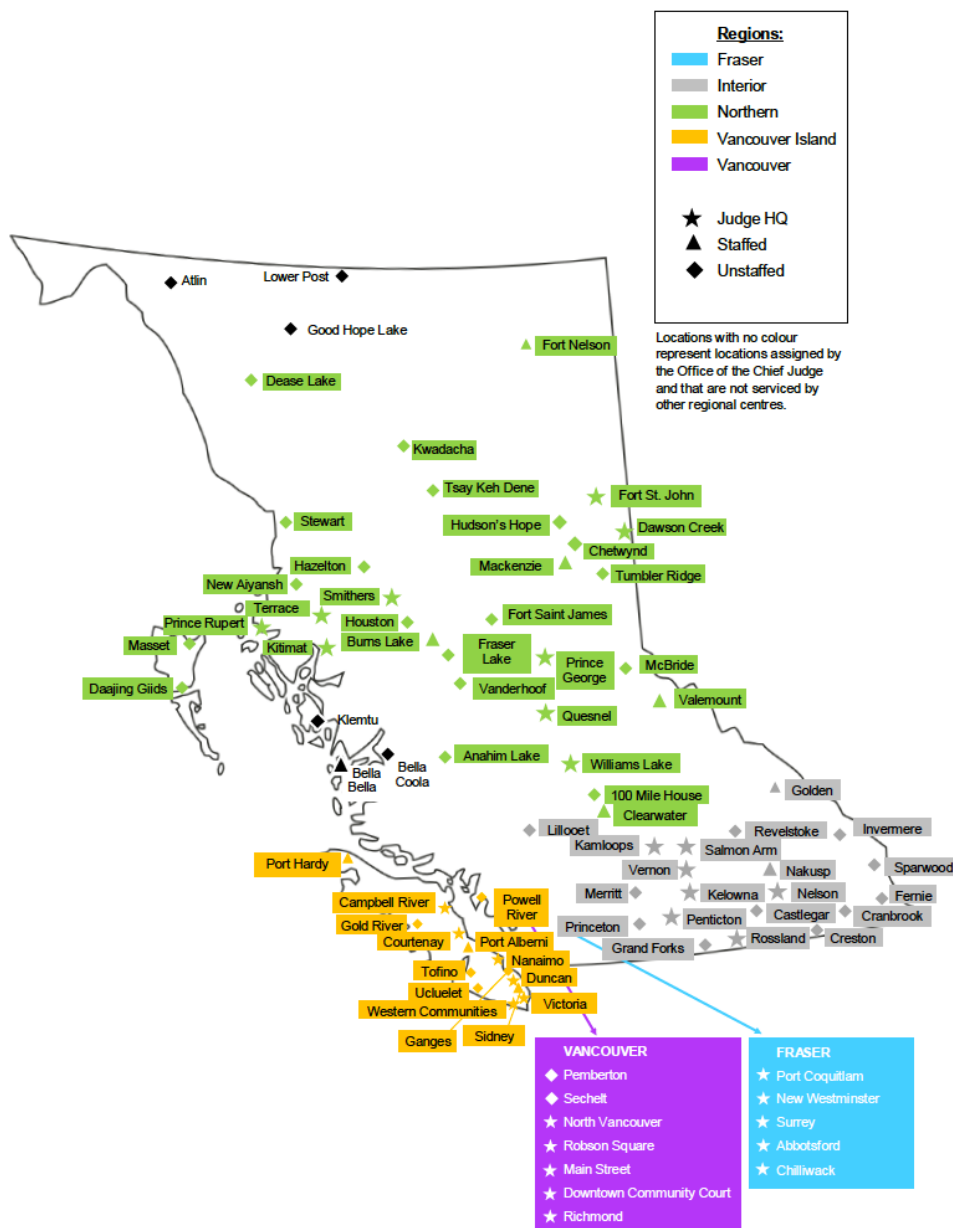 Regions:
Fraser
Interior
Northern
Vancouver Island
Vancouver
Judge HQ
Staffed
Unstaffed
Locations with no colour
represent locations assigned by
the Office of the Chief Judge
and that are not serviced by
other regional centres.
Atlin
Lower Post
Good Hope Lake
Fort Nelson
Dease Lake
Kwadacha
Tsay Keh Dene
Fort St. John
Stewart
Hudson's Hope
Dawson Creek
Chetwynd
Hazelton
Mackenzie
Tumbler Ridge
New Aiyansh
Smithers
Terrace
Fort Saint James
Prince Rupert
Houston
Masset
Kitimat
Burns Lake
Fraser
Lake
Prince
George
McBride
Daajing Giids
Vanderhoof
Valemount
Klemtu
Quesnel
Bella
Bella
Bella
Coola
Anahim Lake
Williams Lake
Golden
100 Mile House
Clearwater
Lillooet
Revelstoke
Invermere
Kamloops
Salmon Arm
Port Hardy
Vernon
Nakusp
Sparwood
Campbell River
Powell
River
Merritt
Kelowna
Nelson
Fernie
Gold River
Princeton
Penticton
Castlegar
Cranbrook
Courtenay
Port Alberni
Grand Forks
Rossland
Creston
Nanaimo
Tofino
Duncan
Ucluelet
Western Communities
Victoria
Ganges
Sidney
VANCOUVER
Pemberton
Sechelt
North Vancouver
Robson Square
Main Street
Downtown Community Court
Richmond
FRASER
Port Coquitlam
New Westminster
Surrey
Abbotsford
Chilliwack